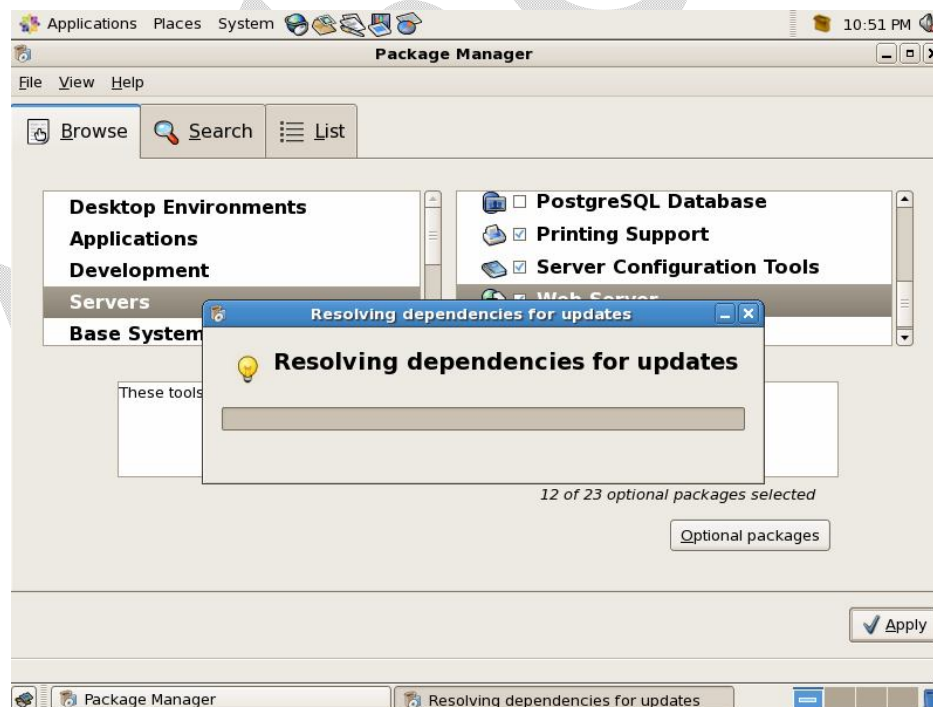 Applications Places System 10:51 PM
Package Manager
File View Help
Browse Search List
Desktop Environments
Applications
Development
Servers
Base System
PostgreSQL Database
Printing Support
Server Configuration Tools
Web Server
Resolving dependencies for updates
Resolving dependencies for updates
These tools
12 of 23 optional packages selected
Optional packages
Apply
Package Manager
Resolving dependencies for updates